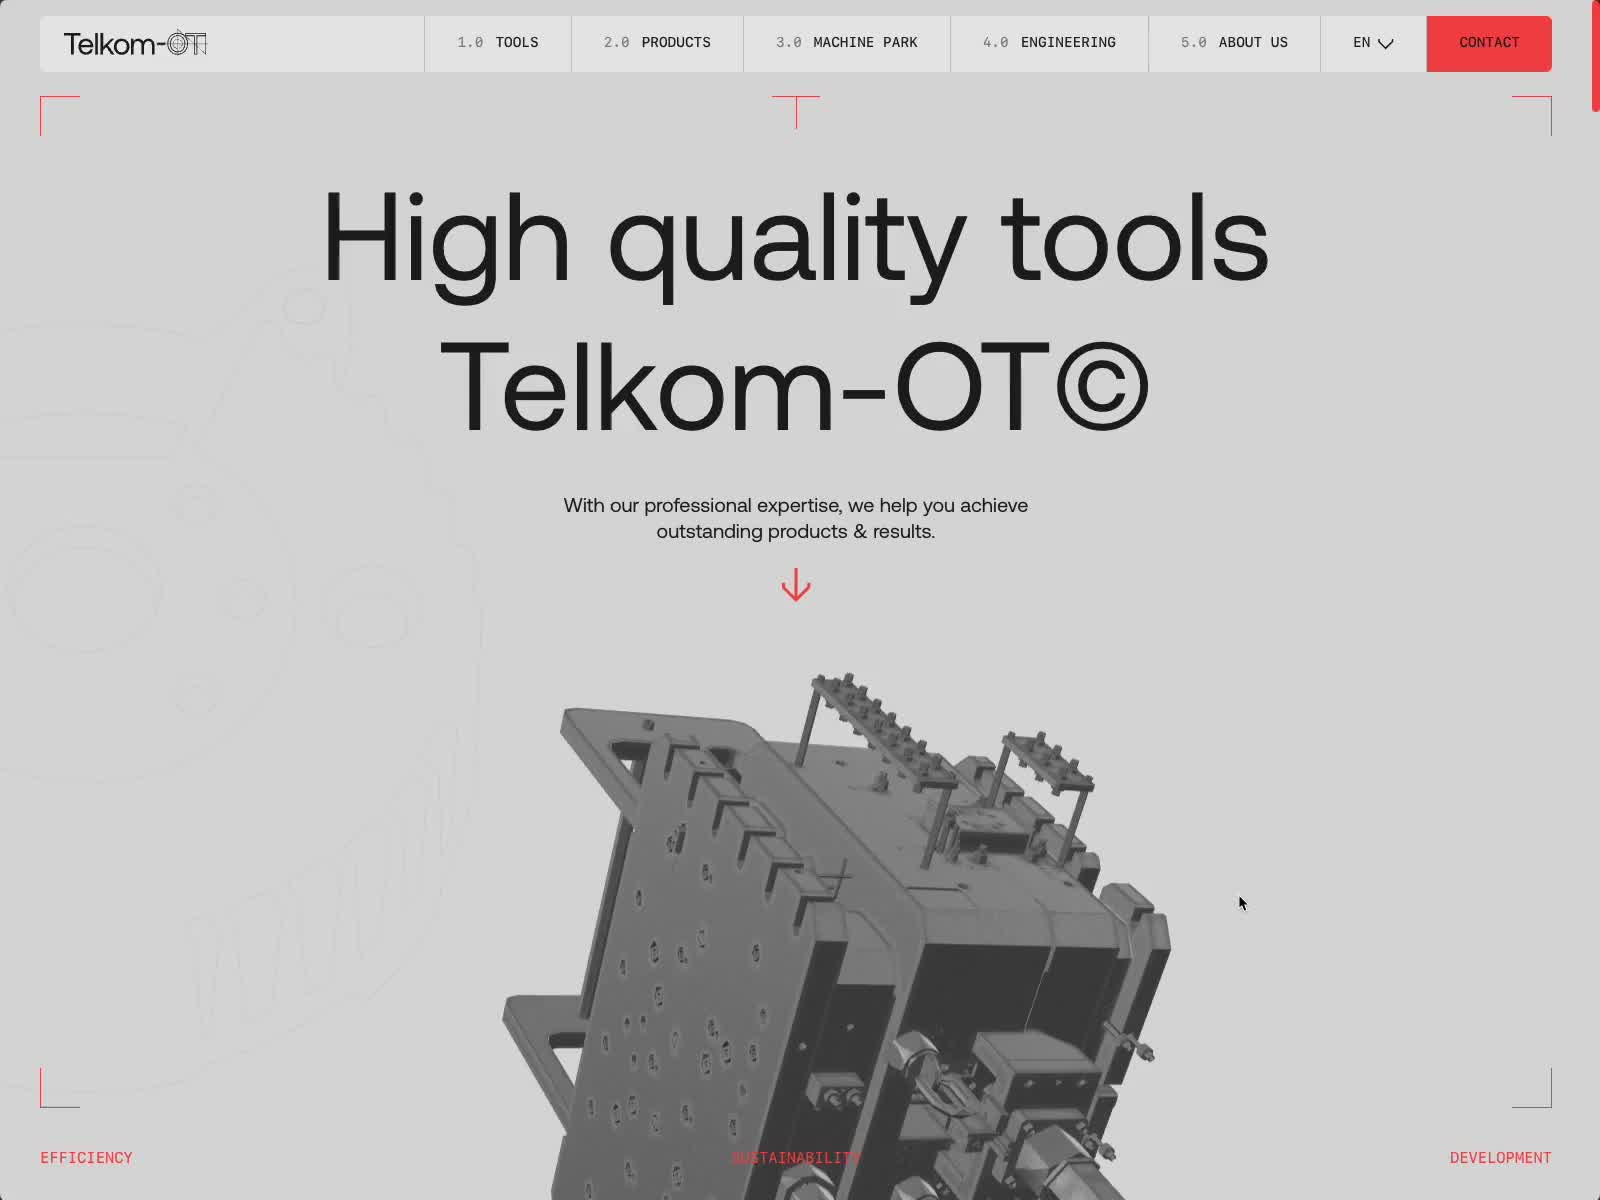 Telkom-OT
1.0 TOOLS
2.0 PRODUCTS
3.0 MACHINE PARK
4.0 ENGINEERING
5.0 ABOUT US
EN
CONTACT
High quality tools
Telkom-OT©
With our professional expertise, we help you achieve
outstanding products & results.
EFFICIENCY
SUSTAINABILITY
DEVELOPMENT